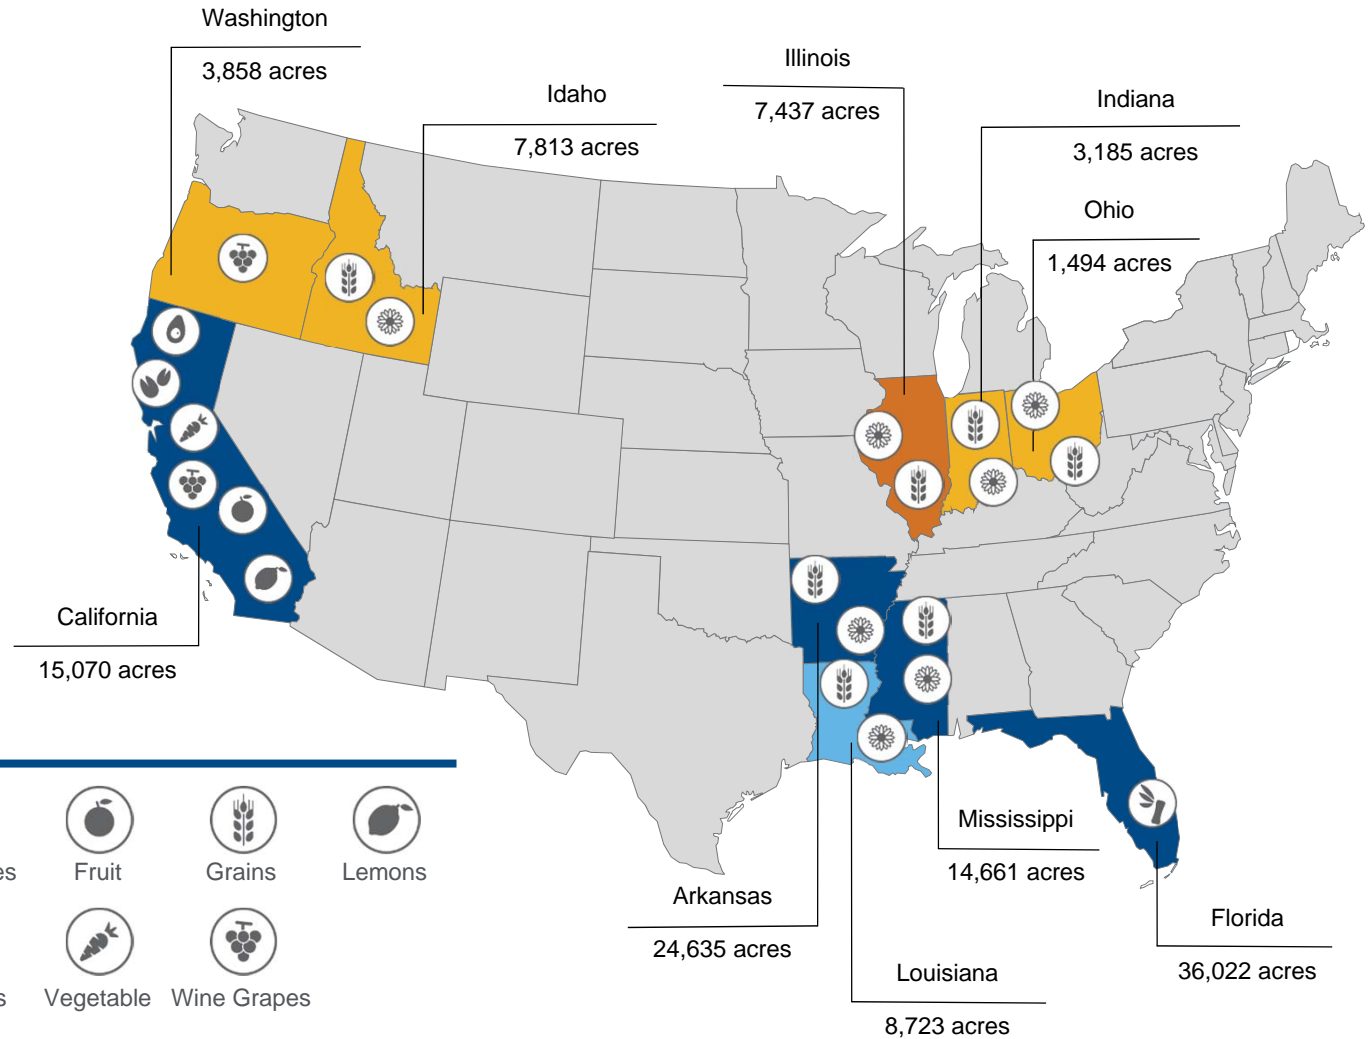 Washington
3,858 acres
Idaho
7,813 acres
Illinois
7,437 acres
Indiana
3,185 acres
Ohio
1,494 acres
California
15,070 acres
Mississippi
14,661 acres
Arkansas
24,635 acres
Louisiana
8,723 acres
Florida
36,022 acres
es Fruit Grains Lemons
s Vegetable Wine Grapes